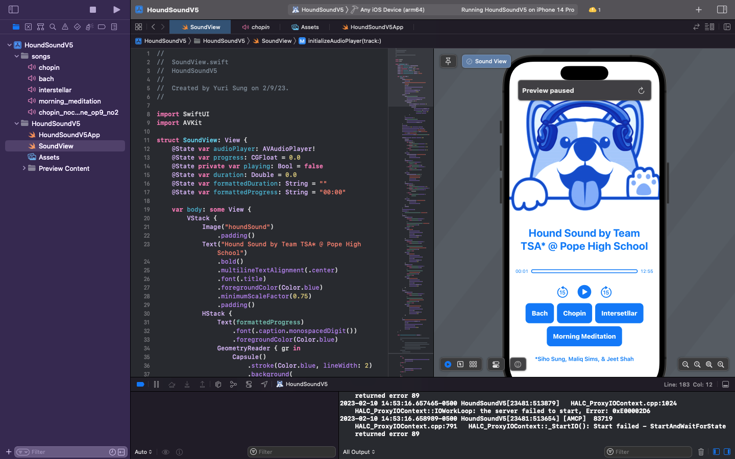 HoundSoundV5
HoundSoundV5 〉 Any iOS Device (arm64)
Running HoundSoundV5 on iPhone 14 Pro
1
SoundView
chopin
Assets
HoundSoundV5App
HoundSoundV5 〉 HoundSoundV5 〉 SoundView 〉 M initializeAudioPlayer(track:)
HoundSoundV5
songs
chopin
bach
interstellar
morning_meditation
chopin_noc...ne_op9_no2
HoundSoundV5
HoundSoundV5App
SoundView
Assets
Preview Content
1 //
2 //  SoundView.swift
3 //  HoundSoundV5
4 //
5 //  Created by Yuri Sung on 2/9/23.
6 //
7
8 import SwiftUI
9 import AVKit
10
11 struct SoundView: View {
12 @State var audioPlayer: AVAudioPlayer!
13 @State var progress: CGFloat = 0.0
14 @State private var playing: Bool = false
15 @State var duration: Double = 0.0
16 @State var formattedDuration: String = ""
17 @State var formattedProgress: String = "00:00"
18
19 var body: some View {
20 VStack {
21 Image("houndSound")
22 .padding()
23 Text("Hound Sound by Team TSA* @ Pope High
School")
24 .bold()
25 .multilineTextAlignment(.center)
26 .font(.title)
27 .foregroundColor(Color.blue)
28 .minimumScaleFactor(0.75)
29 .padding()
30 HStack {
31 Text(formattedProgress)
32 .font(.caption.monospacedDigit())
33 .foregroundColor(Color.blue)
34 GeometryReader { gr in
35 Capsule()
36 .stroke(Color.blue, lineWidth: 2)
37 .background(
Sound View
Preview paused
Hound Sound by Team
TSA* @ Pope High School
00:01
12:55
15
15
Bach
Chopin
Intersetllar
Morning Meditation
*Siho Sung, Maliq Sims, & Jeet Shah
HoundSoundV5
Line: 183 Col: 12
returned error 89
2023-02-10 14:53:16.657465-0500 HoundSoundV5[23481:513879] HALC_ProxyIOContext.cpp:1024
HALC_ProxyIOContext::IOWorkLoop: the server failed to start, Error: 0xE00002D6
2023-02-10 14:53:16.658989-0500 HoundSoundV5[23481:513654] [AMCP] 83719
HALC_ProxyIOContext.cpp:791 HALC_ProxyIOContext::_StartIO(): Start failed - StartAndWaitForState
returned error 89
Filter
Auto
Filter
All Output
Filter